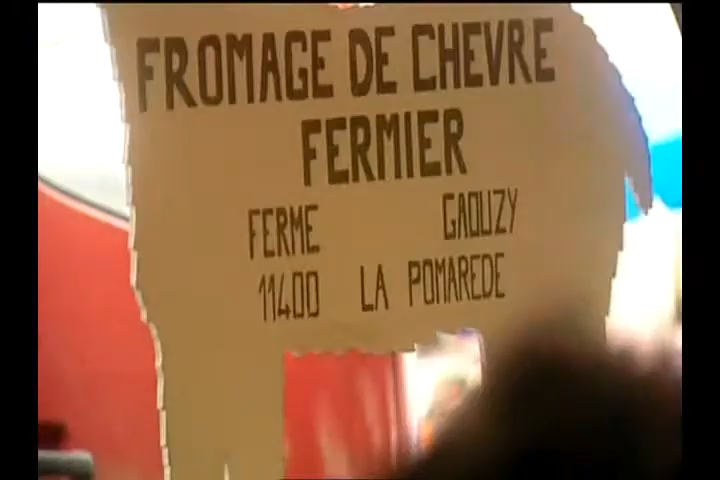 FROMAGE DE CHEVRE
FERMIER
FERME GAOUZY
11400 LA POMAREDE